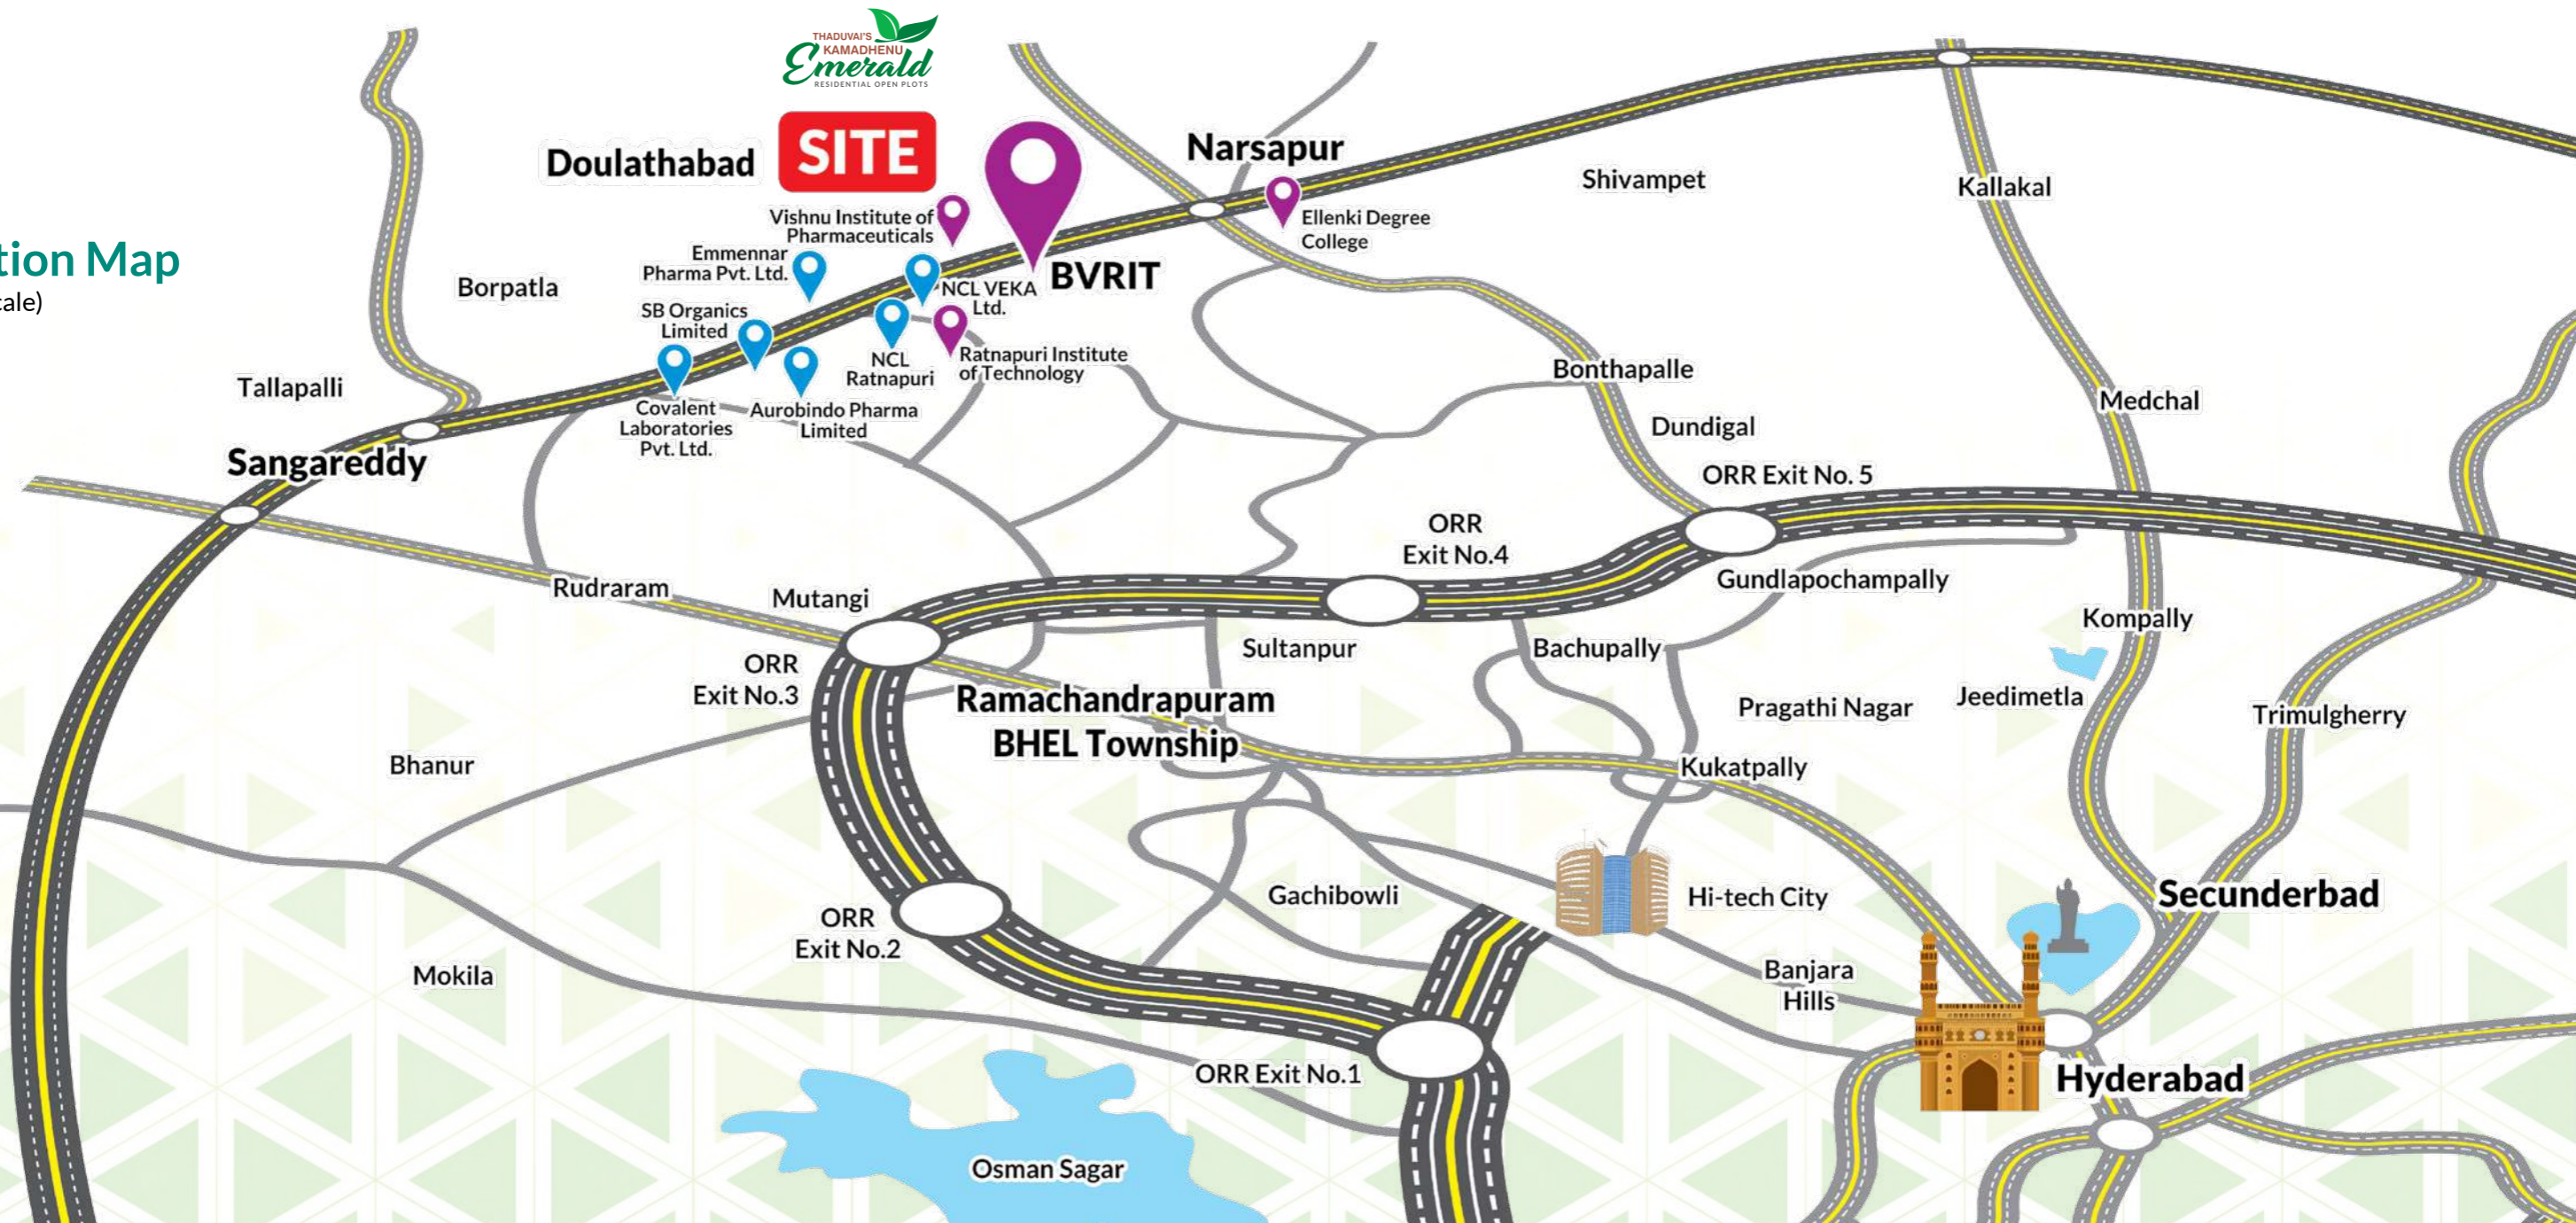 THADUVAI'S
KAMADHENU
Emerald
RESIDENTIAL OPEN PLOTS
SITE
Doulathabad
Narsapur
Shivampet
Kallakal
Vishnu Institute of
Pharmaceuticals
Ellenki Degree
College
tion Map
cale)
Borpatla
Emmennar
Pharma Pvt. Ltd.
BVRIT
NCL VEKA
Ltd.
SB Organics
Limited
NCL
Ratnapuri
Ratnapuri Institute
of Technology
Tallapalli
Covalent
Laboratories
Pvt. Ltd.
Aurobindo Pharma
Limited
Bonthapalle
Medchal
Dundigal
Sangareddy
ORR Exit No. 5
ORR
Exit No.4
Rudraram
Mutangi
Gundlapochampally
Kompally
Sultanpur
Bachupally
ORR
Exit No.3
Ramachandrapuram
BHEL Township
Pragathi Nagar
Jeedimetla
Trimulgherry
Bhanur
Kukatpally
Gachibowli
Hi-tech City
Secunderbad
ORR
Exit No.2
Mokila
Banjara
Hills
ORR Exit No.1
Hyderabad
Osman Sagar